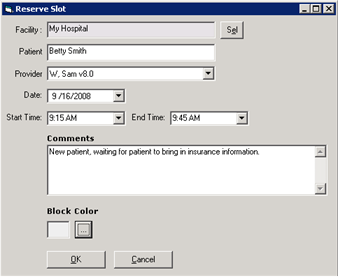 Reserve Slot
Facility : My Hospital Sel
Patient Betty Smith
Provider W, Sam v8.0
Date: 9 /16/2008
Start Time: 9:15 AM End Time: 9:45 AM
Comments
New patient, waiting for patient to bring in insurance information.
Block Color
...
OK Cancel